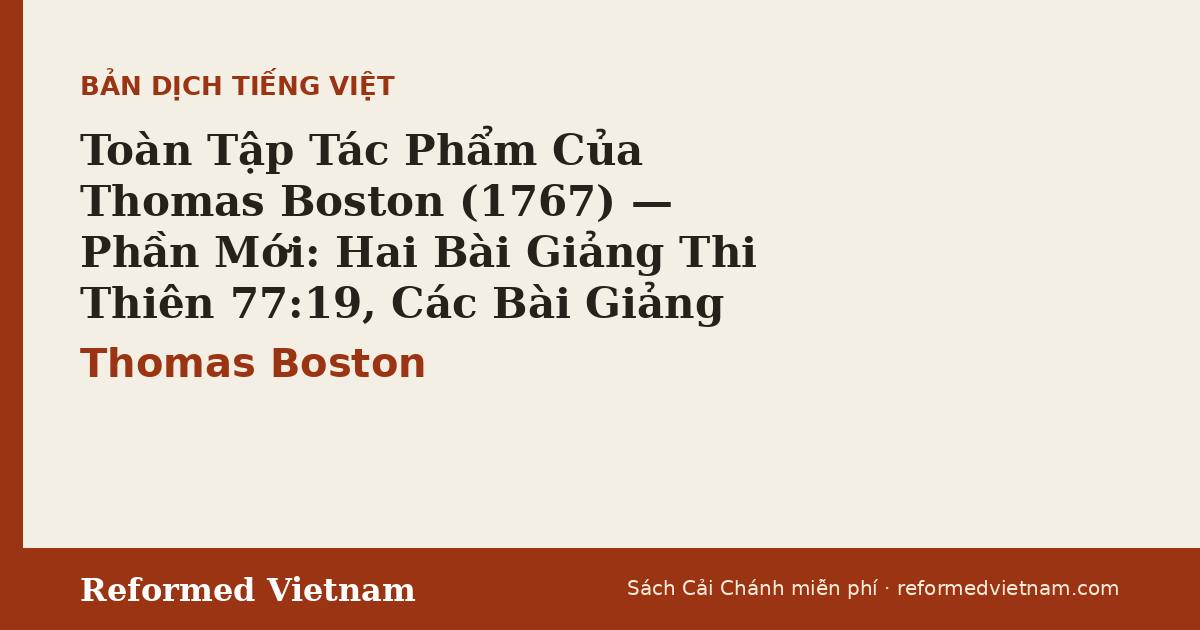 BẢN DỊCH TIẾNG VIỆT
Toàn Tập Tác Phẩm Của
Thomas Boston (1767) —
Phần Mới: Hai Bài Giảng Thi
Thiên 77:19, Các Bài Giảng
Thomas Boston
Reformed Vietnam
Sách Cải Chánh miễn phí · reformedvietnam.com